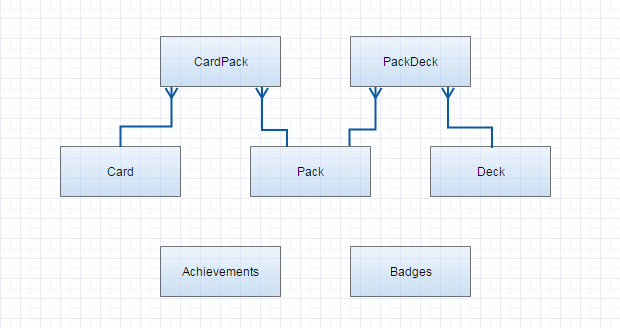 CardPack
PackDeck
Card
Pack
Deck
Achievements
Badges